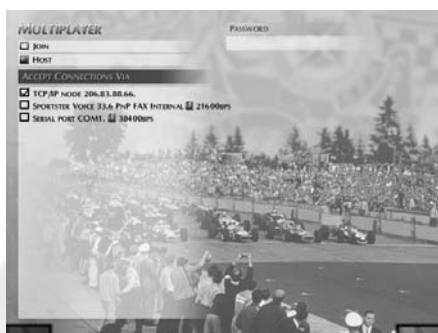 MULTIPLAYER
PASSWORD
JOIN
HOST
ACCEPT CONNECTIONS VIA
TCP/IP NODE 206.83.88.66.
SPORTSTER VOICE 33.6 PNP FAX INTERNAL 21600BPS
SERIAL PORT COM1. 38400BPS